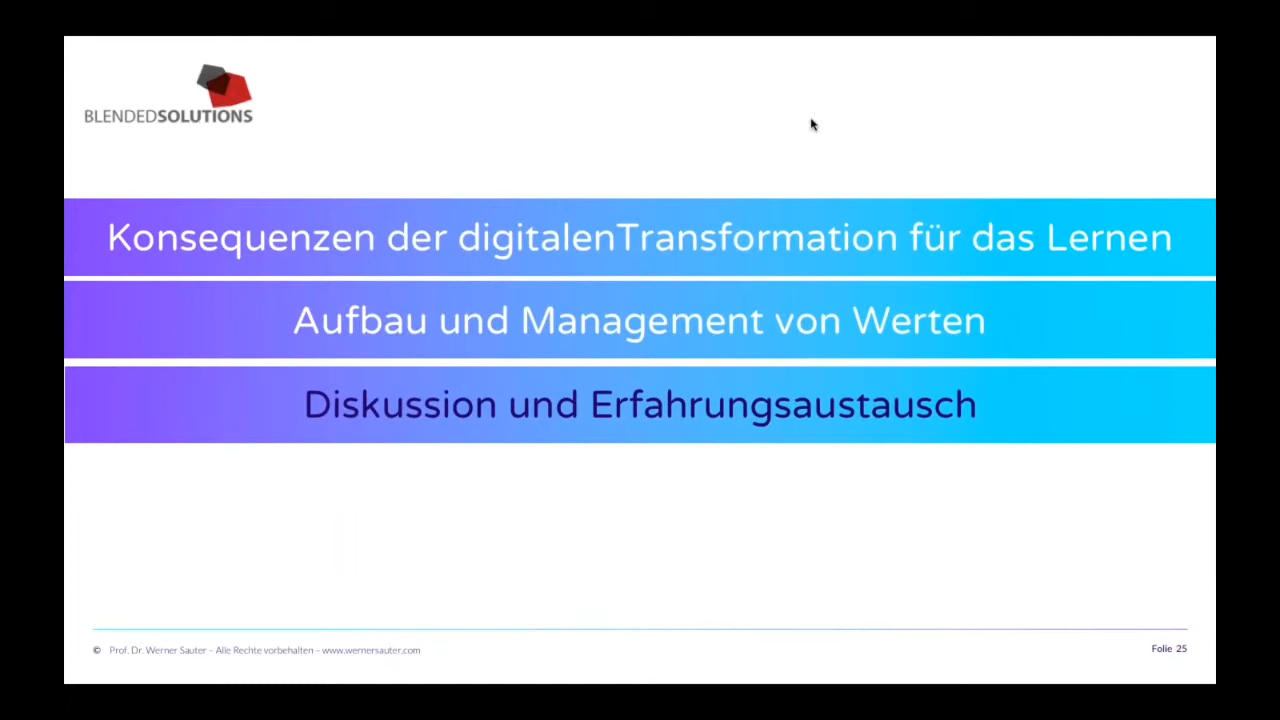 BLENDEDSOLUTIONS
Konsequenzen der digitalenTransformation für das Lernen
Aufbau und Management von Werten
Diskussion und Erfahrungsaustausch
© Prof. Dr. Werner Sauter – Alle Rechte vorbehalten – www.wernersauter.com
Folie 25